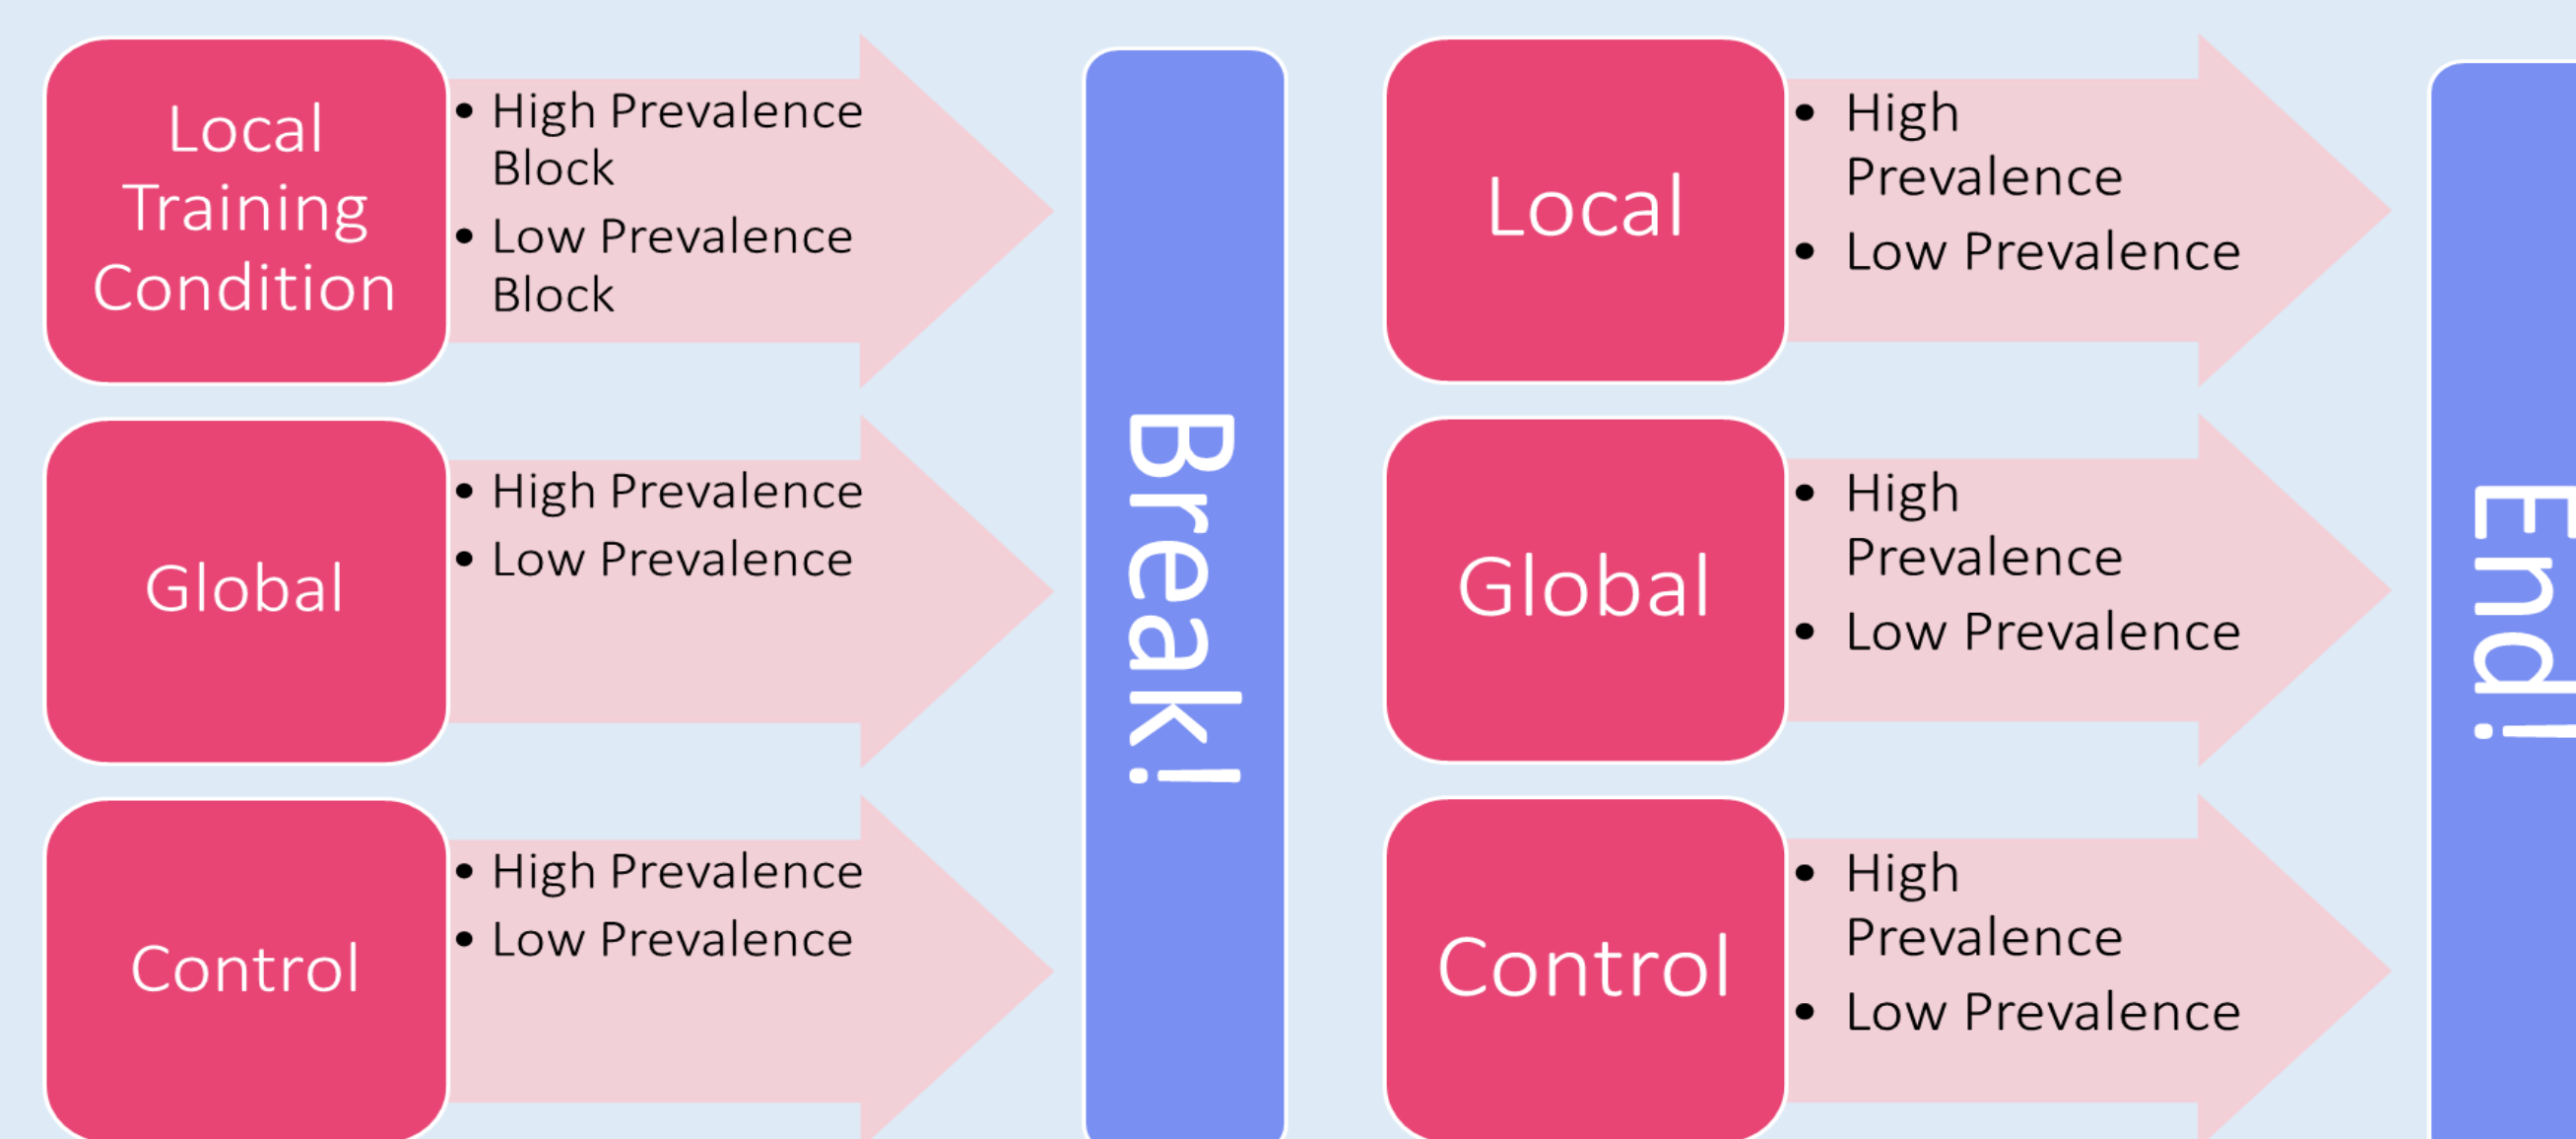 Local
Training
Condition
High Prevalence
Block
Low Prevalence
Block
Global
High Prevalence
Low Prevalence
Control
High Prevalence
Low Prevalence
Break!
Local
High
Prevalence
Low Prevalence
Global
High
Prevalence
Low Prevalence
Control
High
Prevalence
Low Prevalence
End!